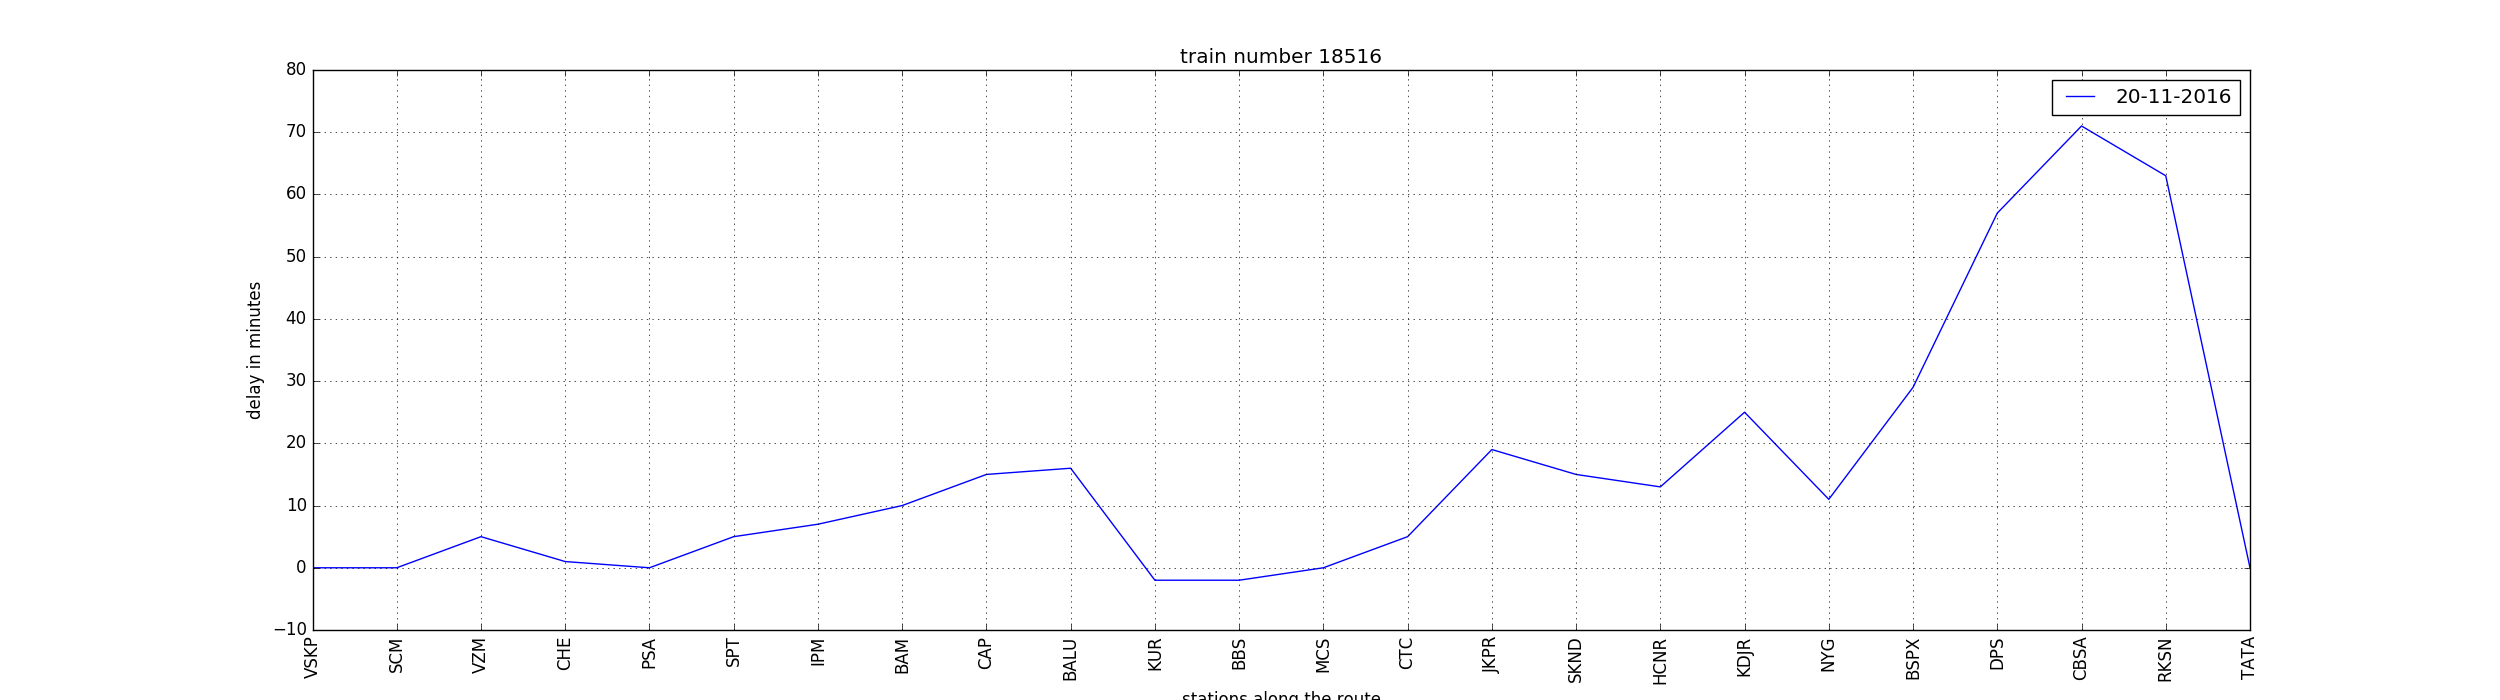 train number 18516
20-11-2016
80
70
60
50
40
30
20
10
0
−10
delay in minutes
VSKP
SCM
VZM
CHE
PSA
SPT
IPM
BAM
CAP
BALU
KUR
BBS
MCS
CTC
JKPR
SKND
HCNR
KDJR
NYG
BSPX
DPS
CBSA
RKSN
TATA
stations along the route